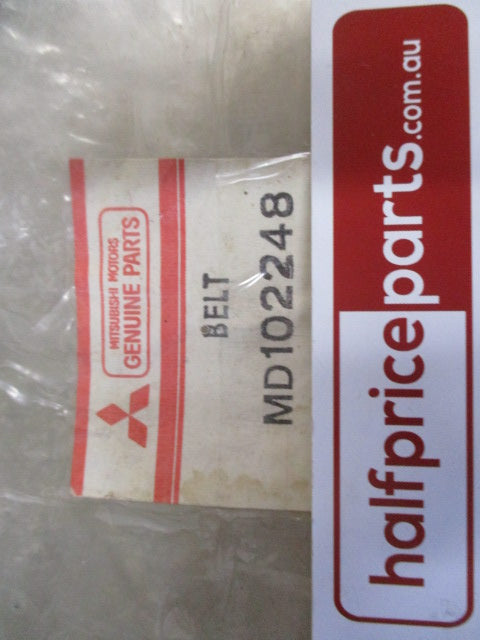 MITSUBISHI MOTORS
GENUINE PARTS
BELT
MD102248
halfpriceparts.com.au